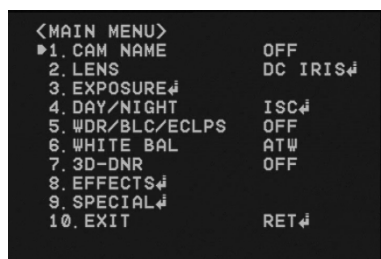 <MAIN MENU>
1. CAM NAME OFF
2. LENS DC IRIS↲
3. EXPOSURE↲
4. DAY/NIGHT ISC↲
5. WDR/BLC/ECLPS OFF
6. WHITE BAL ATW
7. 3D-DNR OFF
8. EFFECTS↲
9. SPECIAL↲
10. EXIT RET↲